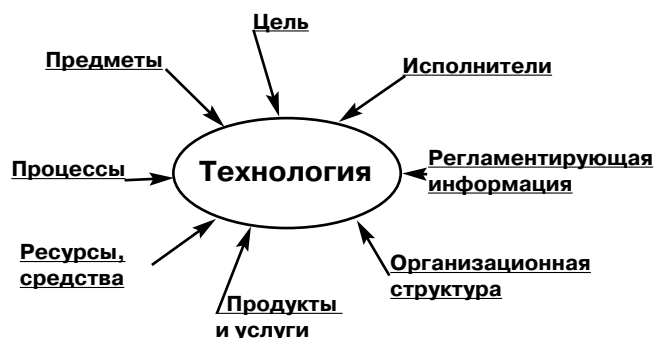 Цель
Предметы
Исполнители
Процессы
Технология
Регламентирующая
информация
Ресурсы,
средства
Организационная
структура
Продукты
и услуги